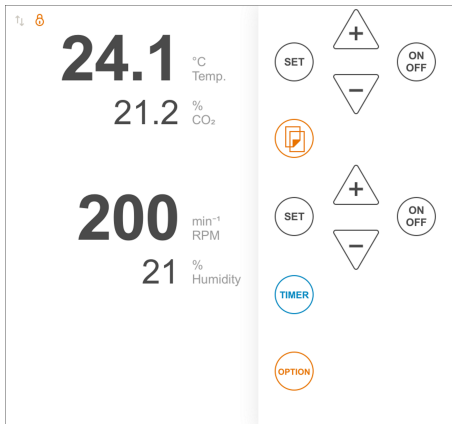 24.1 °C
Temp.
21.2 %
CO₂
200 min⁻¹
RPM
21 %
Humidity
SET
+
−
ON
OFF
SET
+
−
ON
OFF
TIMER
OPTION